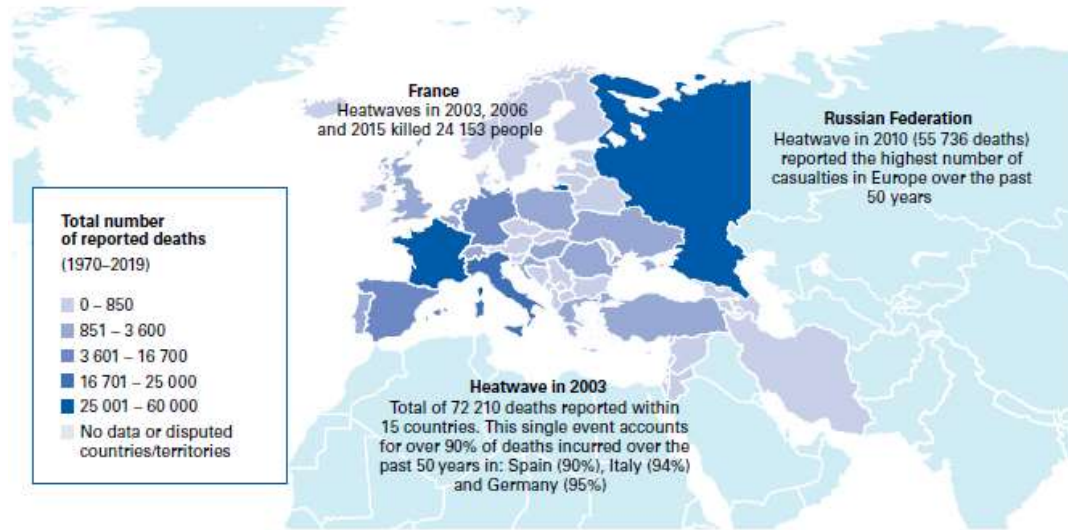 France
Heatwaves in 2003, 2006
and 2015 killed 24 153 people
Russian Federation
Heatwave in 2010 (55 736 deaths)
reported the highest number of
casualties in Europe over the past
50 years
Total number
of reported deaths
(1970–2019)
0 – 850
851 – 3 600
3 601 – 16 700
16 701 – 25 000
25 001 – 60 000
No data or disputed
countries/territories
Heatwave in 2003
Total of 72 210 deaths reported within
15 countries. This single event accounts
for over 90% of deaths incurred over the
past 50 years in: Spain (90%), Italy (94%)
and Germany (95%)